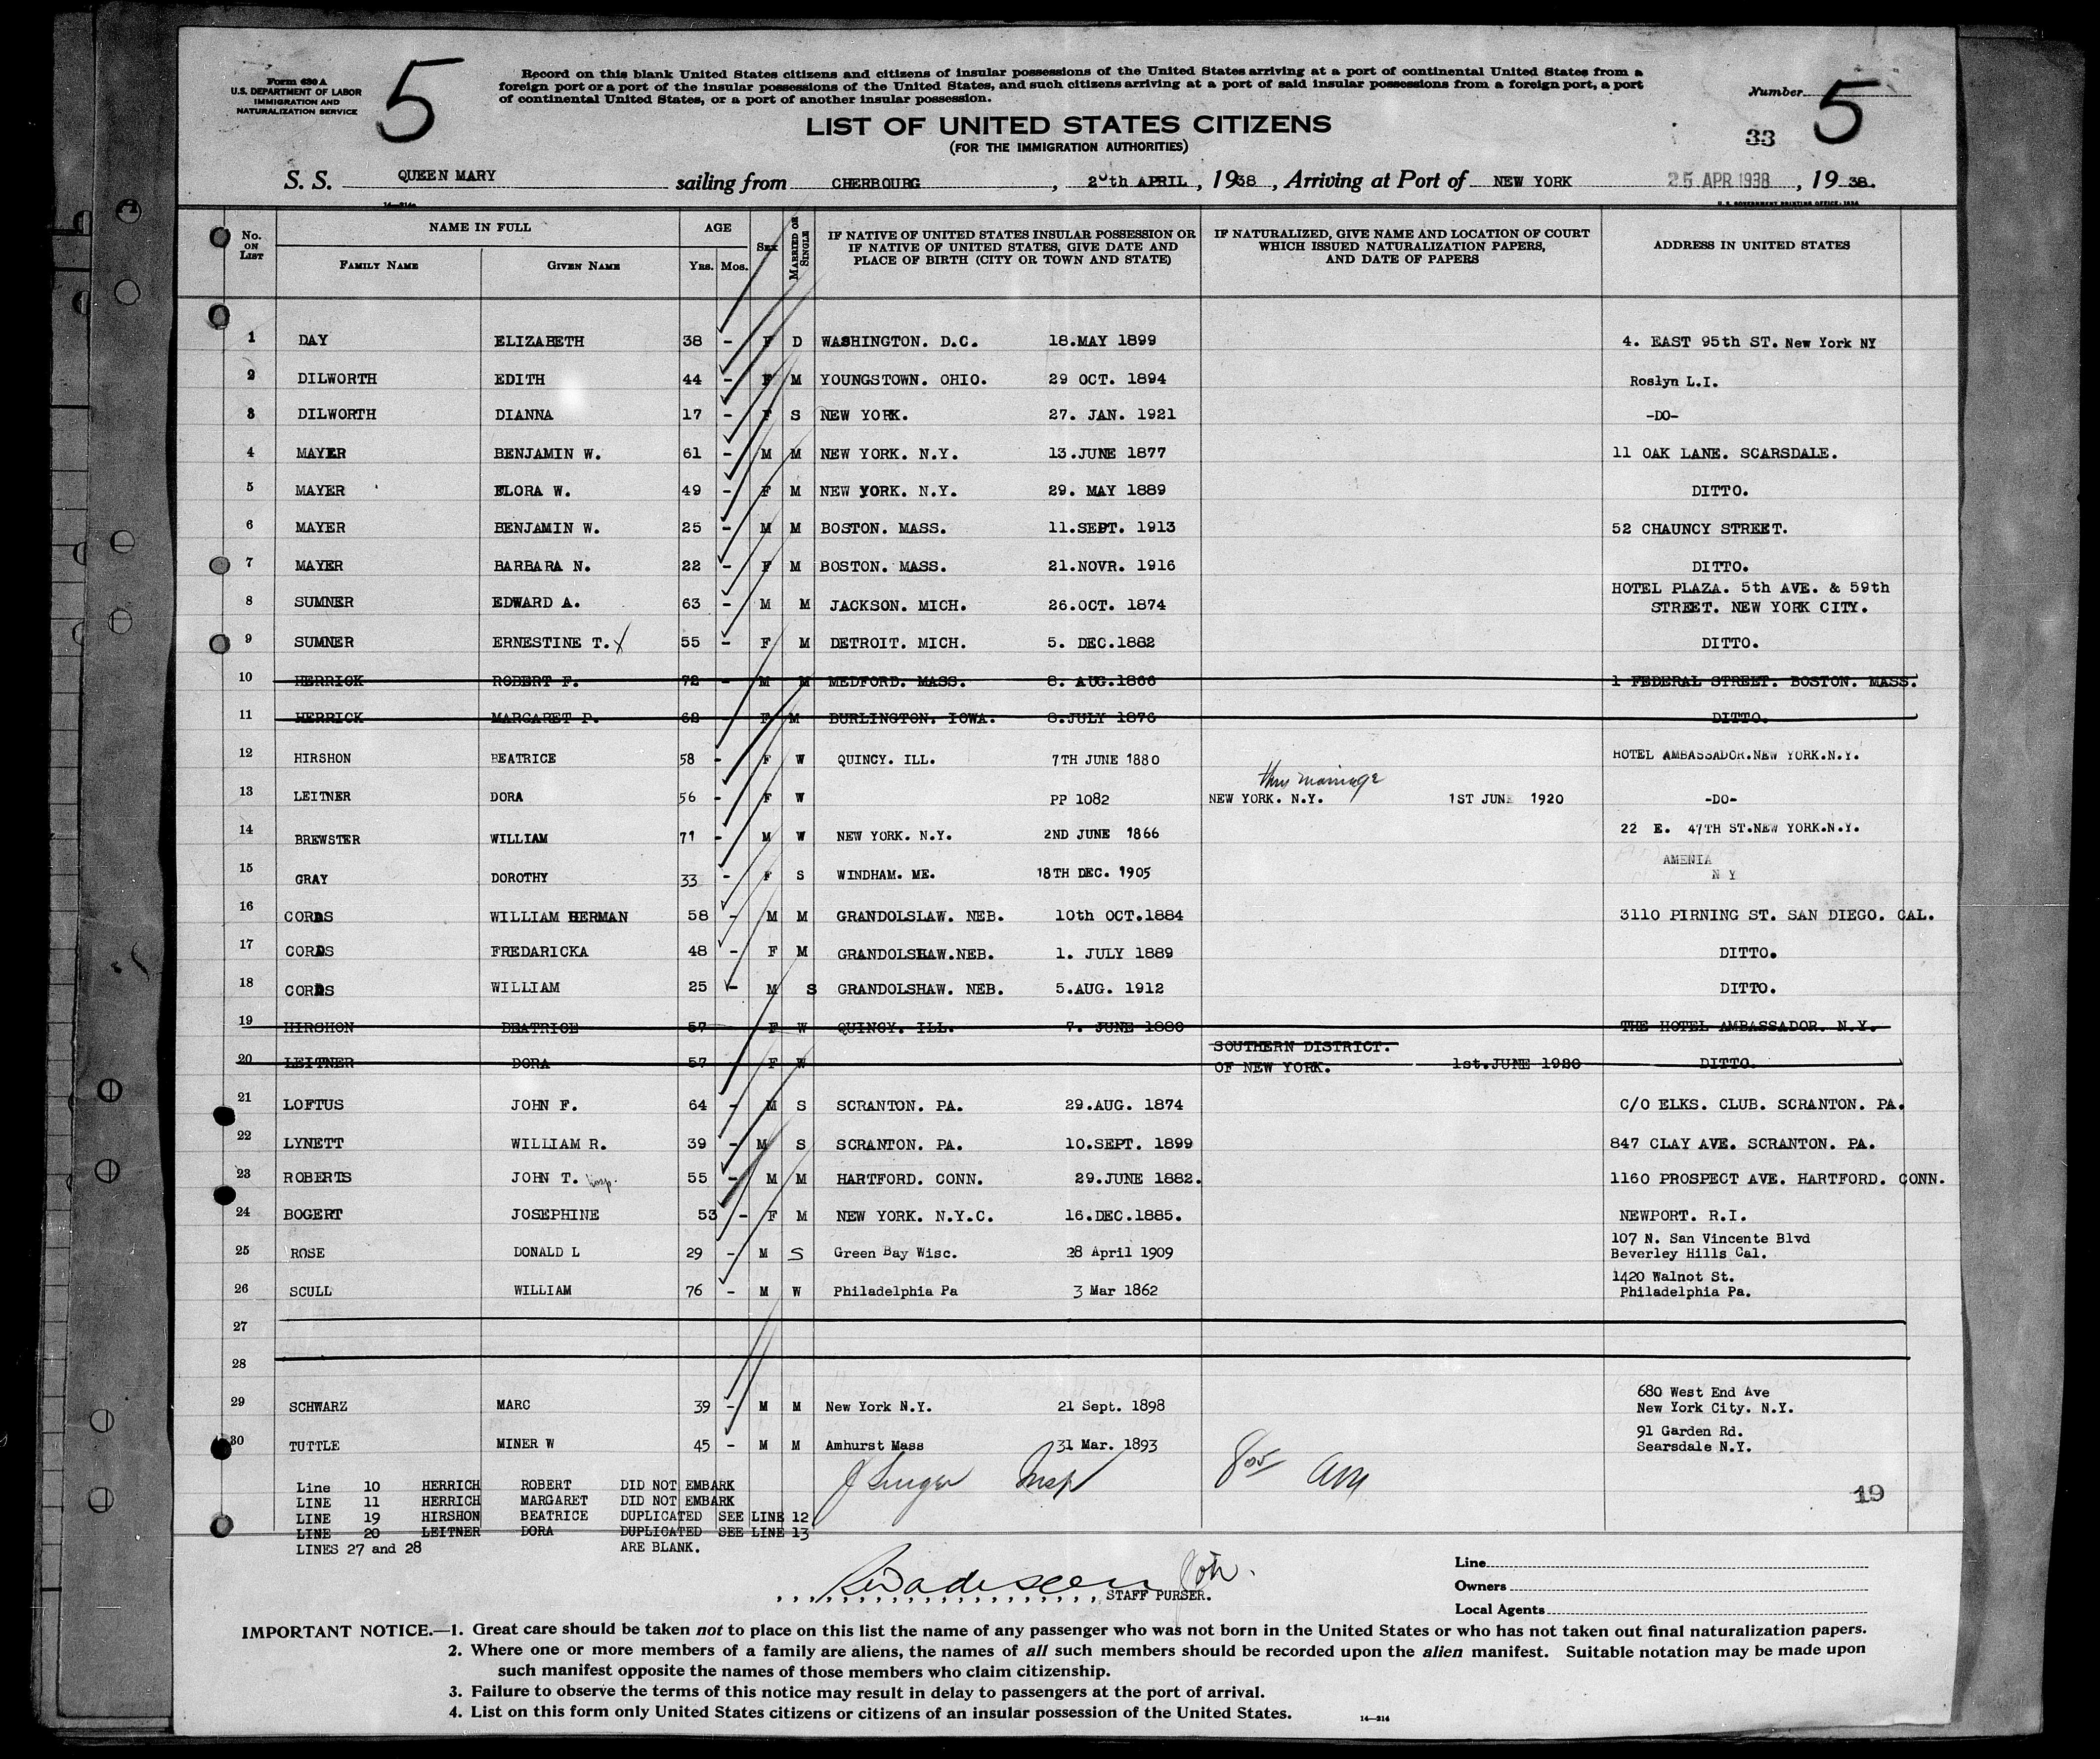 Form 630 A
U.S. DEPARTMENT OF LABOR
IMMIGRATION AND
NATURALIZATION SERVICE
5
Record on this blank United States citizens and citizens of insular possessions of the United States arriving at a port of continental United States from a
foreign port or a port of the insular possessions of the United States, and such citizens arriving at a port of said insular possessions from a foreign port, a port
of continental United States, or a port of another insular possession.
Number 5
33
LIST OF UNITED STATES CITIZENS
(FOR THE IMMIGRATION AUTHORITIES)
S. S. QUEEN MARY sailing from CHERBOURG, 20th APRIL, 1938, Arriving at Port of NEW YORK 25 APR 1938, 19 38.
14—214a
U. S. GOVERNMENT PRINTING OFFICE: 1934
No. ON LIST NAME IN FULL AGE SEX MARRIED OR SINGLE IF NATIVE OF UNITED STATES INSULAR POSSESSION OR IF NATIVE OF UNITED STATES, GIVE DATE AND PLACE OF BIRTH (CITY OR TOWN AND STATE) IF NATURALIZED, GIVE NAME AND LOCATION OF COURT WHICH ISSUED NATURALIZATION PAPERS, AND DATE OF PAPERS ADDRESS IN UNITED STATES
FAMILY NAME GIVEN NAME YRS. MOS.
1 DAY ELIZABETH 38 - F D WASHINGTON. D.C. 18.MAY 1899 4. EAST 95th ST. New York NY
2 DILWORTH EDITH 44 - F M YOUNGSTOWN. OHIO. 29 OCT. 1894 Roslyn L.I.
3 DILWORTH DIANNA 17 - F S NEW YORK. 27. JAN. 1921 -DO-
4 MAYER BENJAMIN W. 61 - M M NEW YORK. N.Y. 13.JUNE 1877 11 OAK LANE. SCARSDALE.
5 MAYER FLORA W. 49 - F M NEW YORK. N.Y. 29. MAY 1889 DITTO.
6 MAYER BENJAMIN W. 25 - M M BOSTON. MASS. 11.SEPT. 1913 52 CHAUNCY STREET.
7 MAYER BARBARA N. 22 - F M BOSTON. MASS. 21.NOVR. 1916 DITTO.
8 SUMNER EDWARD A. 63 - M M JACKSON. MICH. 26.OCT. 1874 HOTEL PLAZA. 5th AVE. & 59th
STREET. NEW YORK CITY.
9 SUMNER ERNESTINE T. 55 - F M DETROIT. MICH. 5. DEC.1882 DITTO.
10 HERRICK ROBERT F. 72 - M M MEDFORD. MASS. 8. AUG.1866 1 FEDERAL STREET. BOSTON. MASS.
11 HERRICK MARGARET P. 62 - F M BURLINGTON. IOWA. 8.JULY 1876 DITTO.
12 HIRSHON BEATRICE 58 - F W QUINCY. ILL. 7TH JUNE 1880 HOTEL AMBASSADOR.NEW YORK.N.Y.
thru marriage
13 LEITNER DORA 56 - F W PP 1082 NEW YORK. N.Y. 1ST JUNE 1920 -DO-
14 BREWSTER WILLIAM 71 - M W NEW YORK. N.Y. 2ND JUNE 1866 22 E. 47TH ST.NEW YORK.N.Y.
15 GRAY DOROTHY 33 - F S WINDHAM. ME. 18TH DEC. 1905 AMENIA
N Y
16 CORDS WILLIAM HERMAN 58 - M M GRANDOLSLAW. NEB. 10th OCT.1884 3110 PIRNING ST. SAN DIEGO. CAL.
17 CORDS FREDARICKA 48 - F M GRANDOLSHAW.NEB. 1. JULY 1889 DITTO.
18 CORDS WILLIAM 25 - M S GRANDOLSHAW. NEB. 5.AUG. 1912 DITTO.
19 HIRSHON BEATRICE 57 F W QUINCY. ILL. 7. JUNE 1880 THE HOTEL AMBASSADOR. N.Y.
SOUTHERN DISTRICT.
20 LEITNER DORA 57 F W OF NEW YORK. 1st.JUNE 1920 DITTO.
21 LOFTUS JOHN F. 64 - M S SCRANTON. PA. 29.AUG. 1874 C/O ELKS. CLUB. SCRANTON. PA.
22 LYNETT WILLIAM R. 39 - M S SCRANTON. PA. 10.SEPT. 1899 847 CLAY AVE. SCRANTON. PA.
23 ROBERTS JOHN T. 55 - M M HARTFORD. CONN. 29.JUNE 1882. 1160 PROSPECT AVE. HARTFORD. CONN.
24 BOGERT JOSEPHINE 53 - F M NEW YORK. N.Y.C. 16.DEC.1885. NEWPORT. R.I.
25 ROSE DONALD L 29 - M S Green Bay Wisc. 28 April 1909 107 N. San Vincente Blvd
Beverley Hills Cal.
26 SCULL WILLIAM 76 - M W Philadelphia Pa 3 Mar 1862 1420 Walnot St.
Philadelphia Pa.
27
28
29 SCHWARZ MARC 39 - M M New York N.Y. 21 Sept. 1898 680 West End Ave
New York City. N.Y.
30 TUTTLE MINER W 45 - M M Amhurst Mass 31 Mar. 1893 91 Garden Rd.
Searsdale N.Y.
Line 10 HERRICH ROBERT DID NOT EMBARK
LINE 11 HERRICH MARGARET DID NOT EMBARK
LINE 19 HIRSHON BEATRICE DUPLICATED SEE LINE 12
LINE 20 LEITNER DORA DUPLICATED SEE LINE 13
LINES 27 and 28 ARE BLANK.
Insp
19
STAFF PURSER.
Line
Owners
Local Agents
IMPORTANT NOTICE.—1. Great care should be taken not to place on this list the name of any passenger who was not born in the United States or who has not taken out final naturalization papers.
2. Where one or more members of a family are aliens, the names of all such members should be recorded upon the alien manifest. Suitable notation may be made upon
such manifest opposite the names of those members who claim citizenship.
3. Failure to observe the terms of this notice may result in delay to passengers at the port of arrival.
4. List on this form only United States citizens or citizens of an insular possession of the United States.
14—214